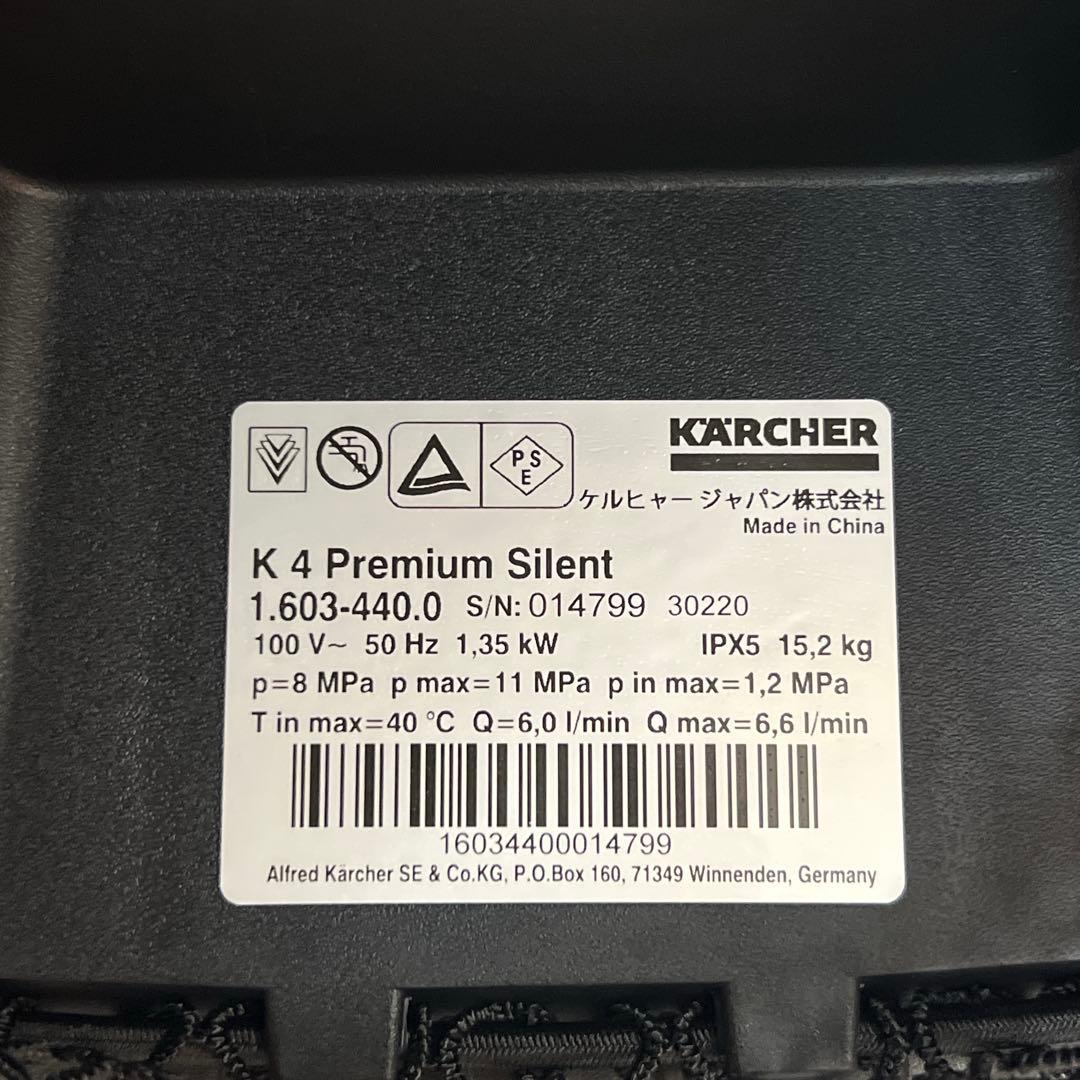 KÄRCHER
PS
E
ケルヒャー ジャパン株式会社
Made in China
K 4 Premium Silent
1.603-440.0 S/N: 014799 30220
100 V~ 50 Hz 1,35 kW IPX5 15,2 kg
p=8 MPa p max=11 MPa p in max=1,2 MPa
T in max=40 °C Q=6,0 l/min Q max=6,6 l/min
16034400014799
Alfred Kärcher SE & Co.KG, P.O.Box 160, 71349 Winnenden, Germany